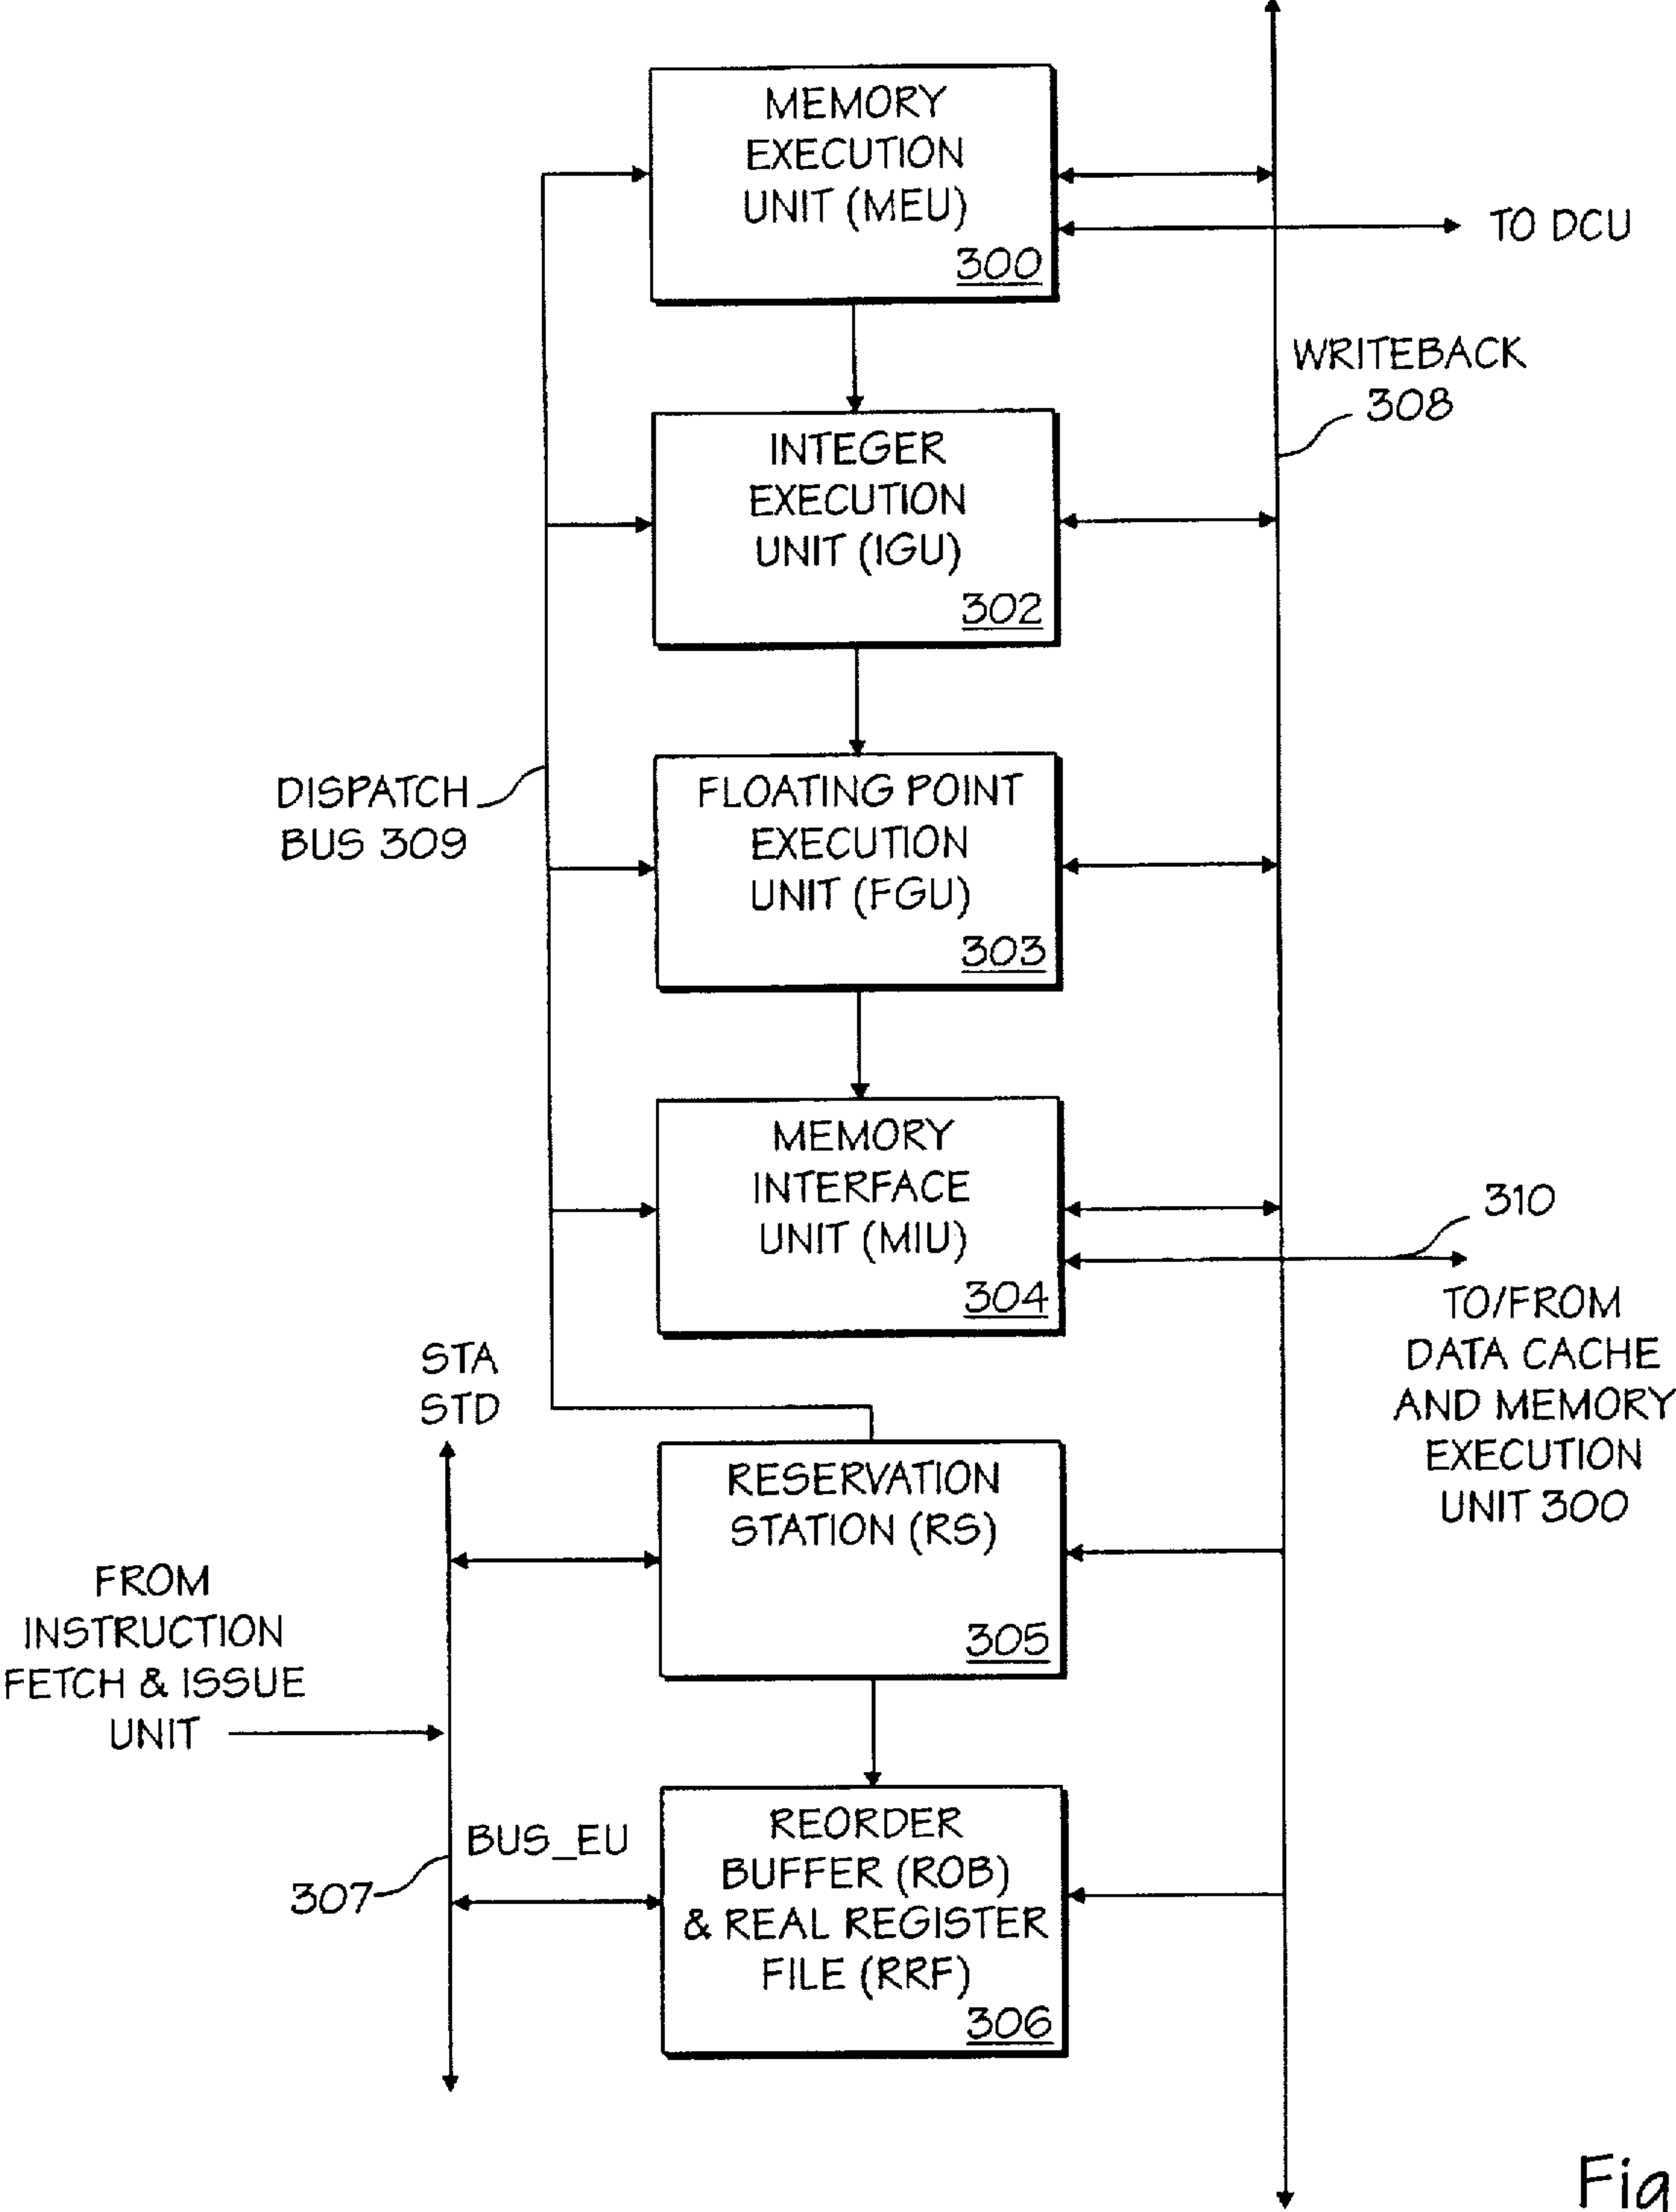 MEMORY
EXECUTION
UNIT (MEU)
300
TO DCU
WRITEBACK
308
INTEGER
EXECUTION
UNIT (IGU)
302
DISPATCH
BUS 309
FLOATING POINT
EXECUTION
UNIT (FGU)
303
MEMORY
INTERFACE
UNIT (MIU)
304
310
TO/FROM
DATA CACHE
AND MEMORY
EXECUTION
UNIT 300
STA
STD
RESERVATION
STATION (RS)
305
FROM
INSTRUCTION
FETCH & ISSUE
UNIT
BUS_EU
307
REORDER
BUFFER (ROB)
& REAL REGISTER
FILE (RRF)
306
Fig